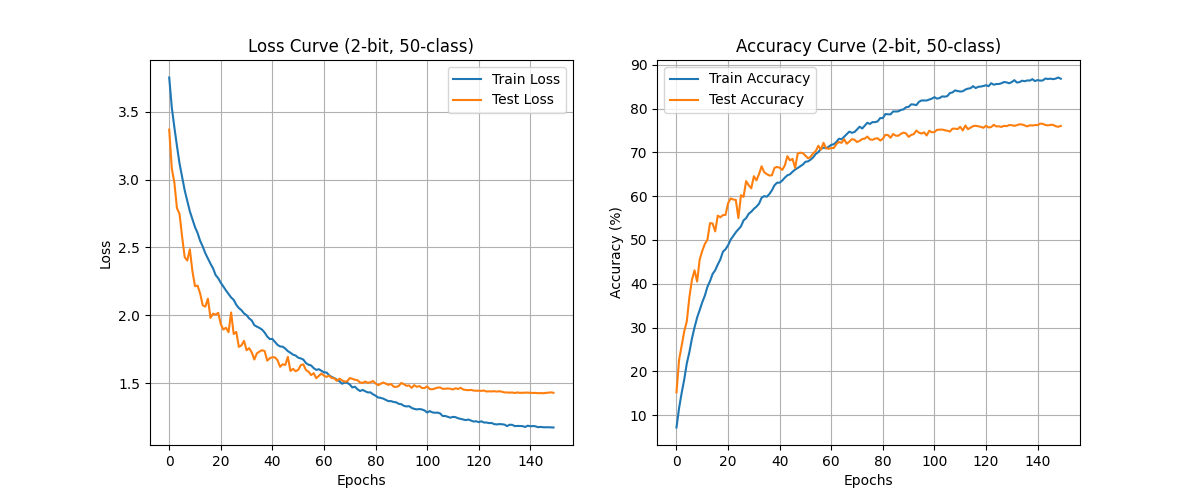 Loss Curve (2-bit, 50-class)
Train Loss
Test Loss
3.5
3.0
2.5
2.0
1.5
Loss
0 20 40 60 80 100 120 140
Epochs
Accuracy Curve (2-bit, 50-class)
Train Accuracy
Test Accuracy
90
80
70
60
50
40
30
20
10
Accuracy (%)
0 20 40 60 80 100 120 140
Epochs